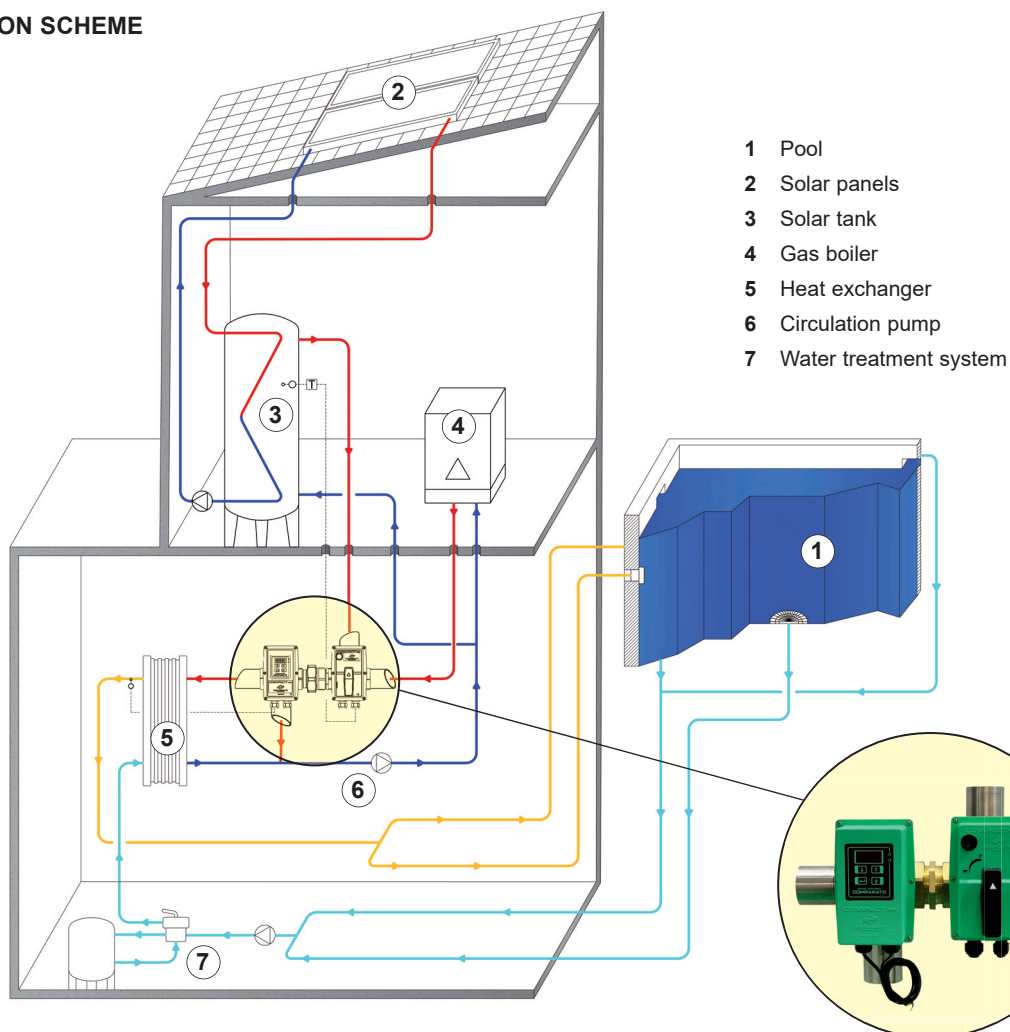 ON SCHEME
2
1 Pool
2 Solar panels
3 Solar tank
4 Gas boiler
5 Heat exchanger
6 Circulation pump
7 Water treatment system
T
3
4
1
5
6
7
COMPARATO